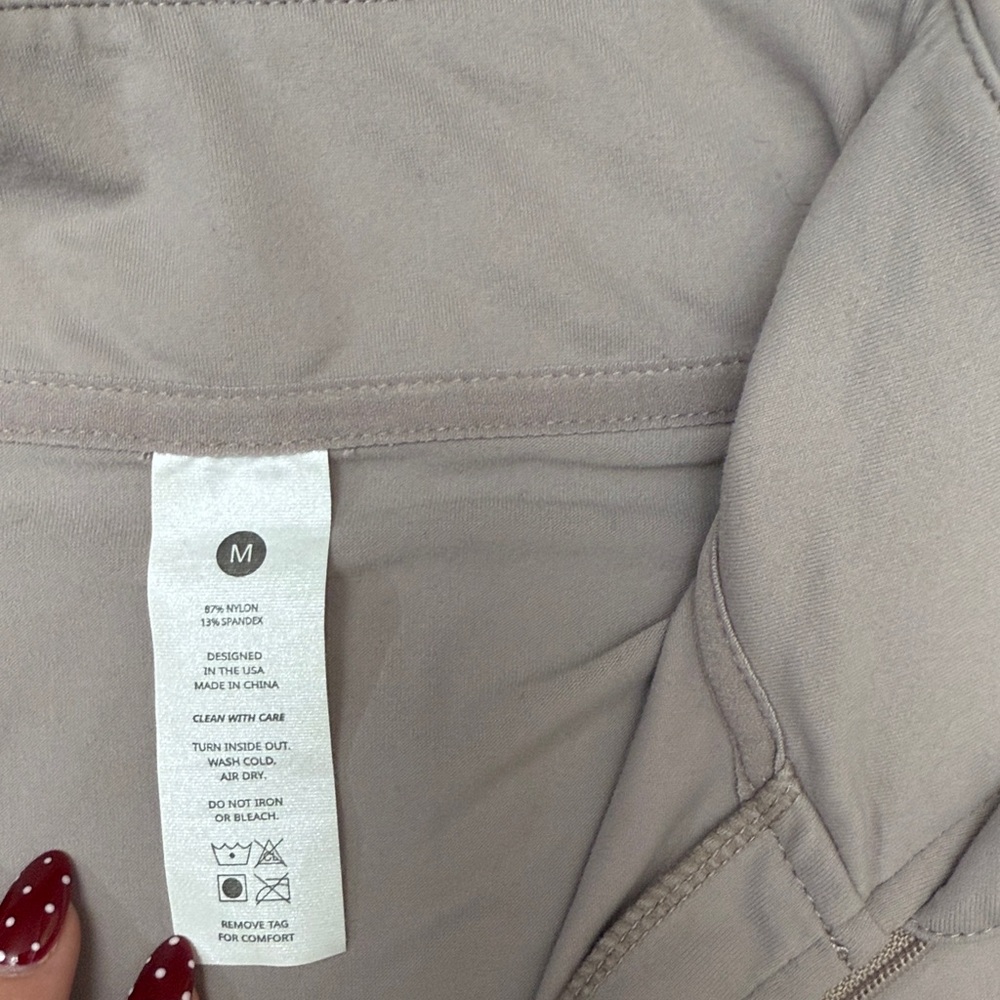 M
87% NYLON
13% SPANDEX
DESIGNED
IN THE USA
MADE IN CHINA
CLEAN WITH CARE
TURN INSIDE OUT.
WASH COLD.
AIR DRY.
DO NOT IRON
OR BLEACH.
CL
REMOVE TAG
FOR COMFORT